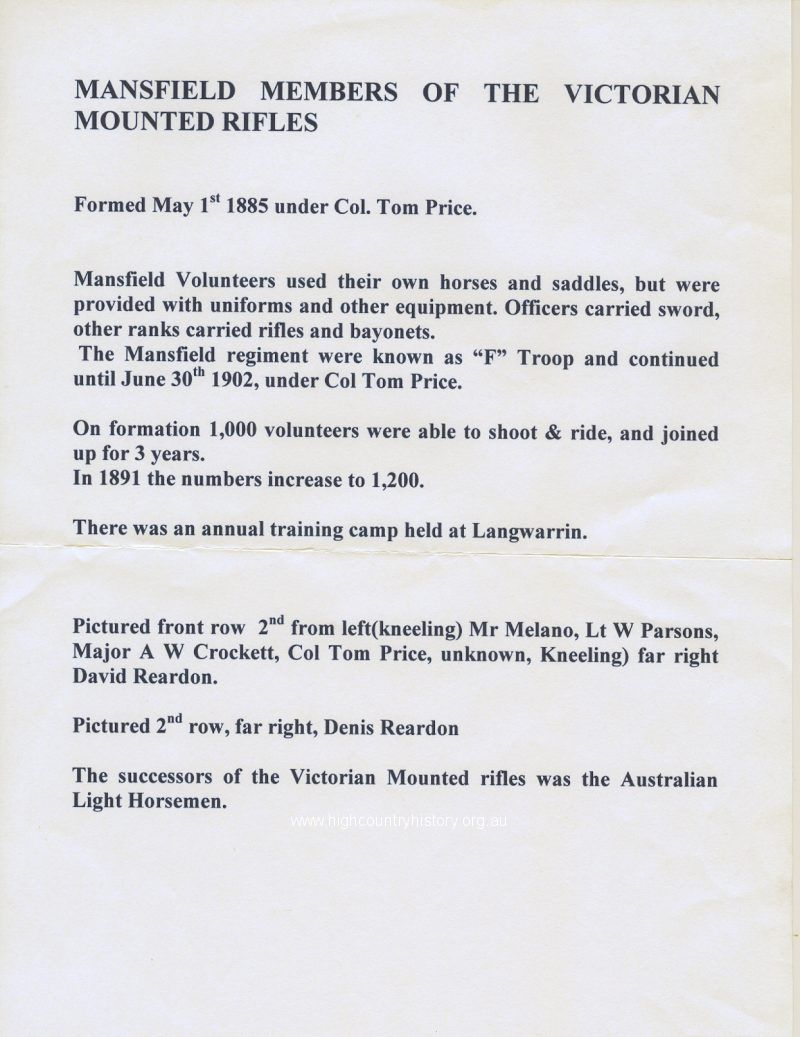 MANSFIELD MEMBERS OF THE VICTORIAN
MOUNTED RIFLES
Formed May 1st 1885 under Col. Tom Price.
Mansfield Volunteers used their own horses and saddles, but were
provided with uniforms and other equipment. Officers carried sword,
other ranks carried rifles and bayonets.
The Mansfield regiment were known as “F” Troop and continued
until June 30th 1902, under Col Tom Price.
On formation 1,000 volunteers were able to shoot & ride, and joined
up for 3 years.
In 1891 the numbers increase to 1,200.
There was an annual training camp held at Langwarrin.
Pictured front row 2nd from left(kneeling) Mr Melano, Lt W Parsons,
Major A W Crockett, Col Tom Price, unknown, Kneeling) far right
David Reardon.
Pictured 2nd row, far right, Denis Reardon
The successors of the Victorian Mounted rifles was the Australian
Light Horsemen.
www.highcountryhistory.org.au